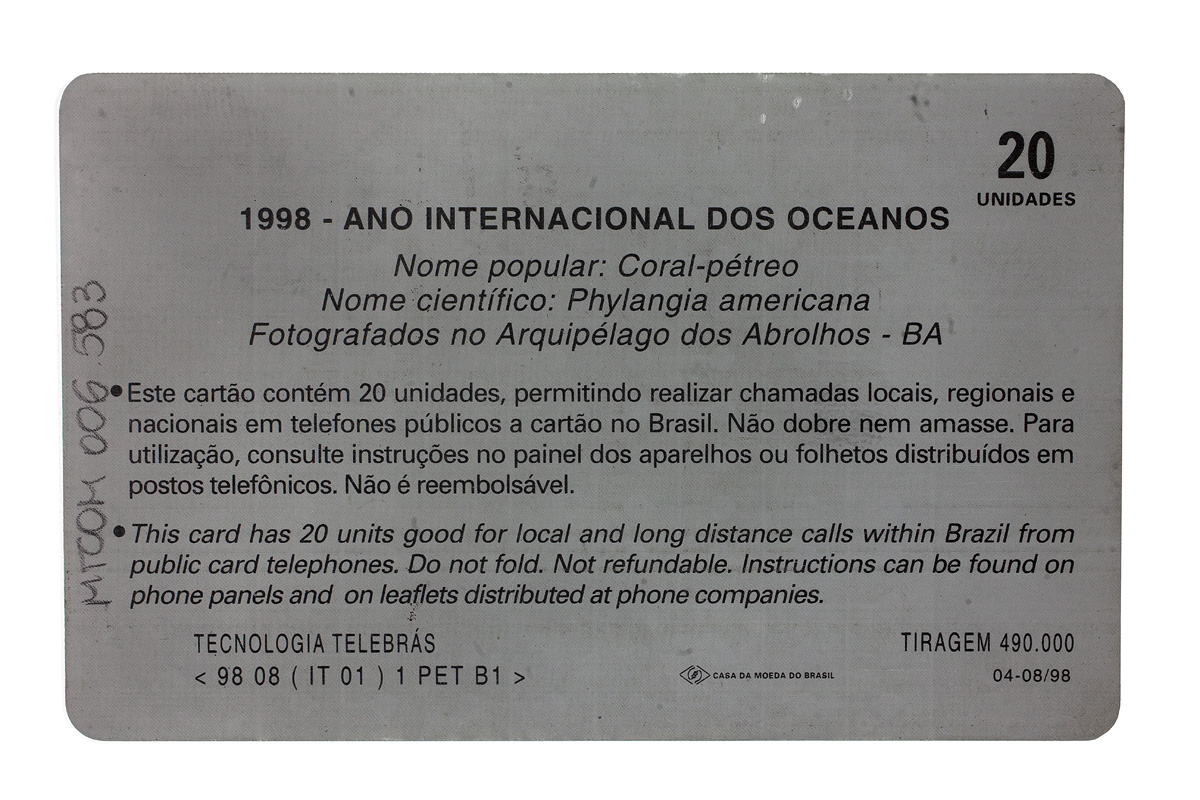 20
UNIDADES
1998 - ANO INTERNACIONAL DOS OCEANOS
Nome popular: Coral-pétreo
Nome científico: Phylangia americana
Fotografados no Arquipélago dos Abrolhos - BA
•Este cartão contém 20 unidades, permitindo realizar chamadas locais, regionais e
nacionais em telefones públicos a cartão no Brasil. Não dobre nem amasse. Para
utilização, consulte instruções no painel dos aparelhos ou folhetos distribuídos em
postos telefônicos. Não é reembolsável.
•This card has 20 units good for local and long distance calls within Brazil from
public card telephones. Do not fold. Not refundable. Instructions can be found on
phone panels and on leaflets distributed at phone companies.
TECNOLOGIA TELEBRÁS
< 98 08 ( IT 01 ) 1 PET B1 >
CASA DA MOEDA DO BRASIL
TIRAGEM 490.000
04-08/98
MTCOM 006.583